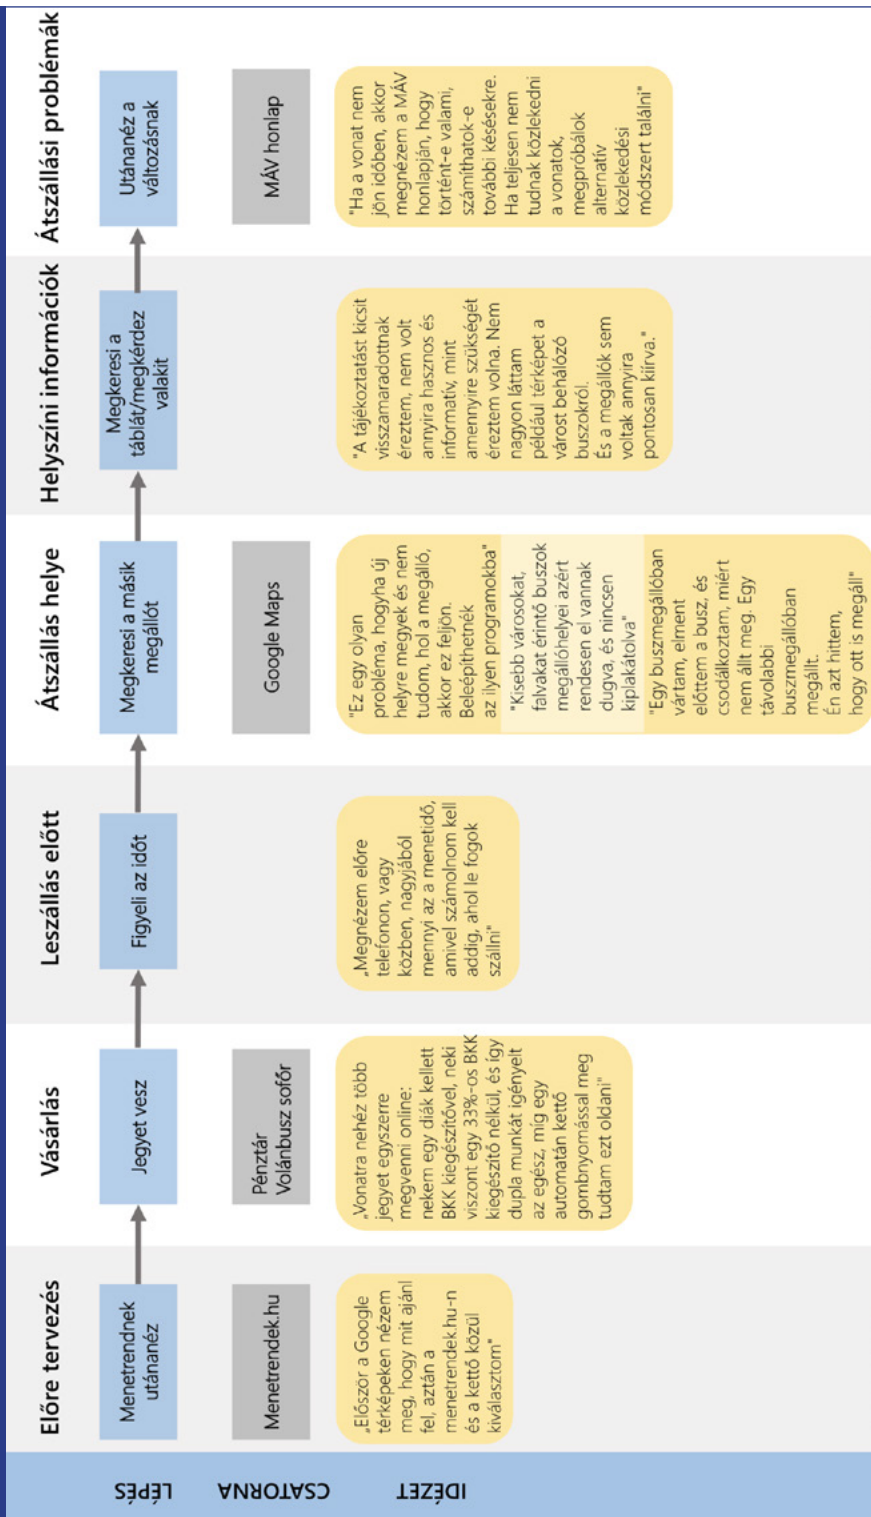 Előre tervezés
Vásárlás
Leszállás előtt
Átszállás helye
Helyszíni információk
Átszállási problémák
LÉPÉS
Menetrendnek
utánanéz
Jegyet vesz
Figyeli az időt
Megkeresi a másik
megállót
Megkeresi a
táblát/megkérdez
valakit
Utánanéz a
változásnak
CSATORNA
Menetrendek.hu
Pénztár
Volánbusz sofőr
Google Maps
MÁV honlap
IDÉZET
„Először a Google
térképeken nézem
meg, hogy mit ajánl
fel, aztán a
menetrendek.hu-n
és a kettő közül
kiválasztom"
„Vonatra nehéz több
jegyet egyszerre
megvenni online:
nekem egy diák kellett
BKK kiegészítővel, neki
viszont egy 33%-os BKK
kiegészítő nélkül, és így
dupla munkát igényelt
az egész, míg egy
automatán kettő
gombnyomással meg
tudtam ezt oldani"
„Megnézem előre
telefonon, vagy
közben, nagyjából
mennyi az a menetidő,
amivel számolnom kell
addig, ahol le fogok
szállni"
"Ez egy olyan
probléma, hogyha új
helyre megyek és nem
tudom, hol a megálló,
akkor ez feljön.
Beleépíthetnék
az ilyen programokba"
"Kisebb városokat,
falvakat érintő buszok
megállóhelyei azért
rendesen el vannak
dugva, és nincsen
kiplakátolva"
"Egy buszmegállóban
vártam, elment
előttem a busz, és
csodálkoztam, miért
nem állt meg. Egy
távolabbi
buszmegállóban
megállt.
Én azt hittem,
hogy ott is megáll"
"A tájékoztatást kicsit
visszamaradottnak
éreztem, nem volt
annyira hasznos és
informatív, mint
amennyire szükségét
éreztem volna. Nem
nagyon láttam
például térképet a
várost behálózó
buszokról.
És a megállók sem
voltak annyira
pontosan kiírva."
"Ha a vonat nem
jön időben, akkor
megnézem a MÁV
honlapján, hogy
történt-e valami,
számíthatok-e
további késésekre.
Ha teljesen nem
tudnak közlekedni
a vonatok,
megpróbálok
alternatív
közlekedési
módszert találni"